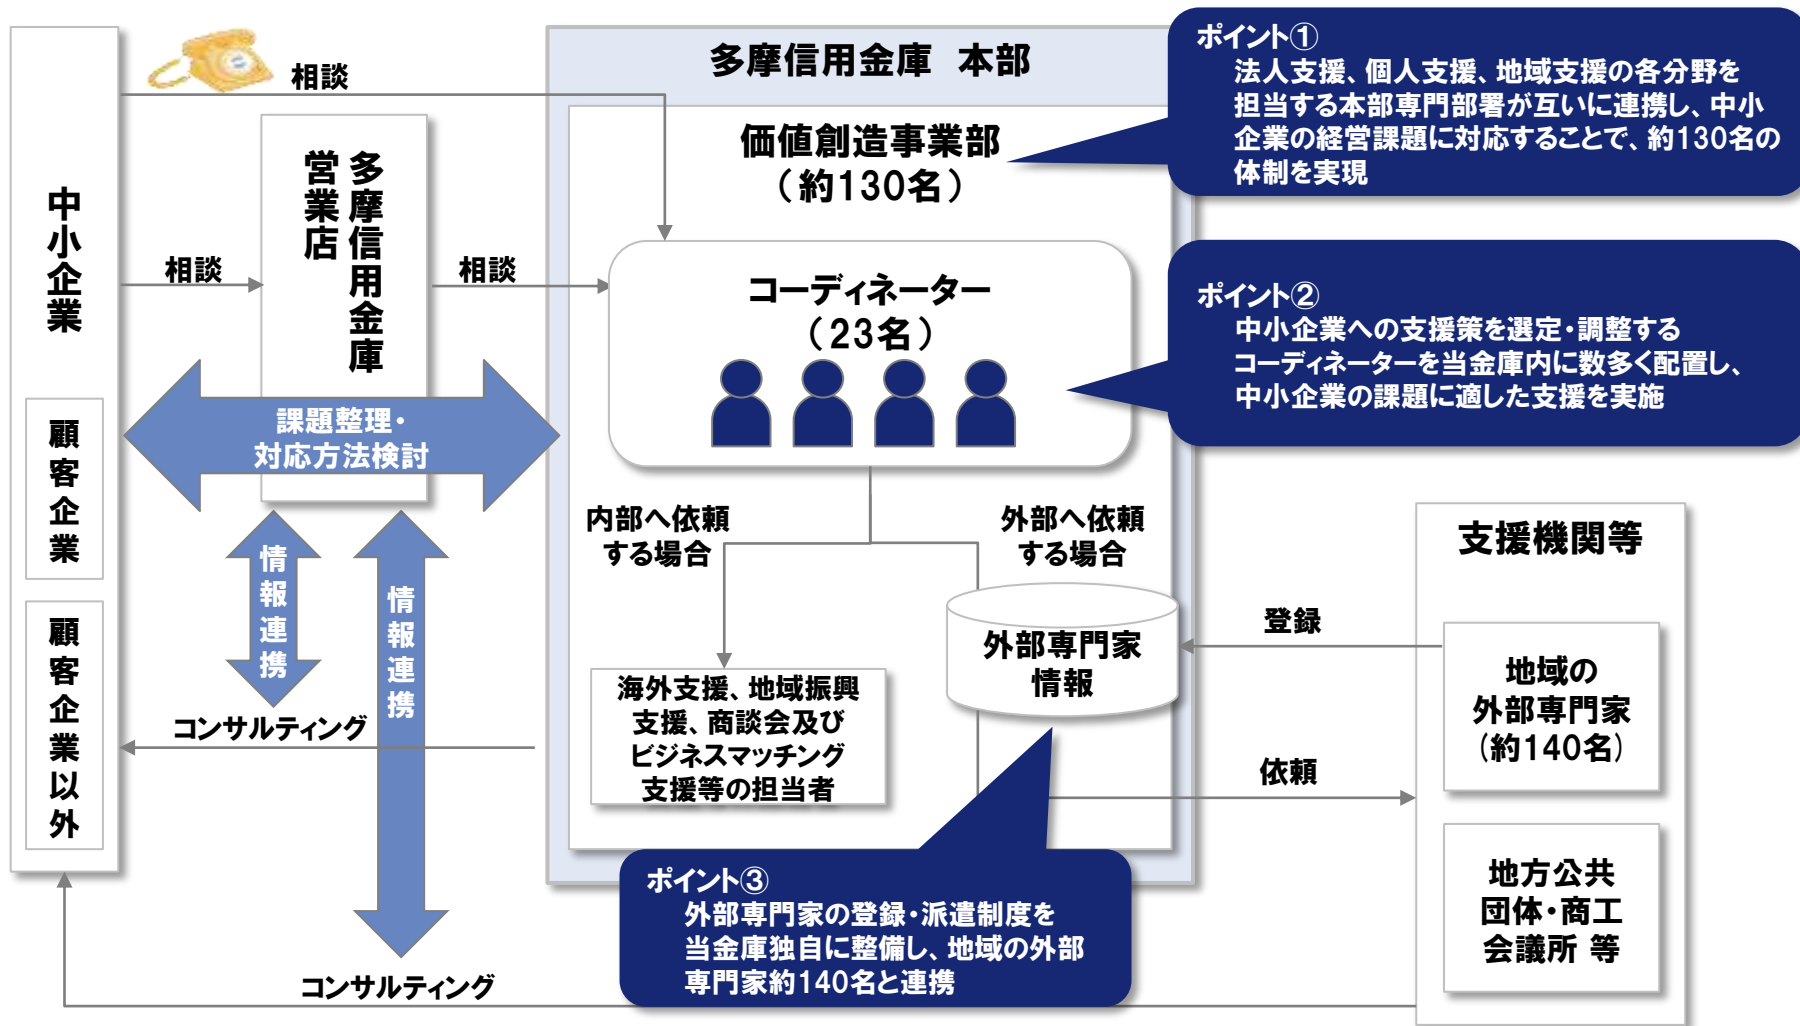 相談
多摩信用金庫　本部
ポイント①
法人支援、個人支援、地域支援の各分野を
担当する本部専門部署が互いに連携し、中小
企業の経営課題に対応することで、約130名の
体制を実現
価値創造事業部
（約130名）
中小企業
多摩信用金庫
営業店
相談
相談
コーディネーター
（23名）
ポイント②
中小企業への支援策を選定・調整する
コーディネーターを当金庫内に数多く配置し、
中小企業の課題に適した支援を実施
課題整理・
対応方法検討
顧客企業
顧客企業以外
情報連携
情報連携
内部へ依頼
する場合
外部へ依頼
する場合
支援機関等
外部専門家
情報
登録
地域の
外部専門家
(約140名)
海外支援、地域振興
支援、商談会及び
ビジネスマッチング
支援等の担当者
コンサルティング
依頼
地方公共
団体・商工
会議所 等
ポイント③
外部専門家の登録・派遣制度を
当金庫独自に整備し、地域の外部
専門家約140名と連携
コンサルティング